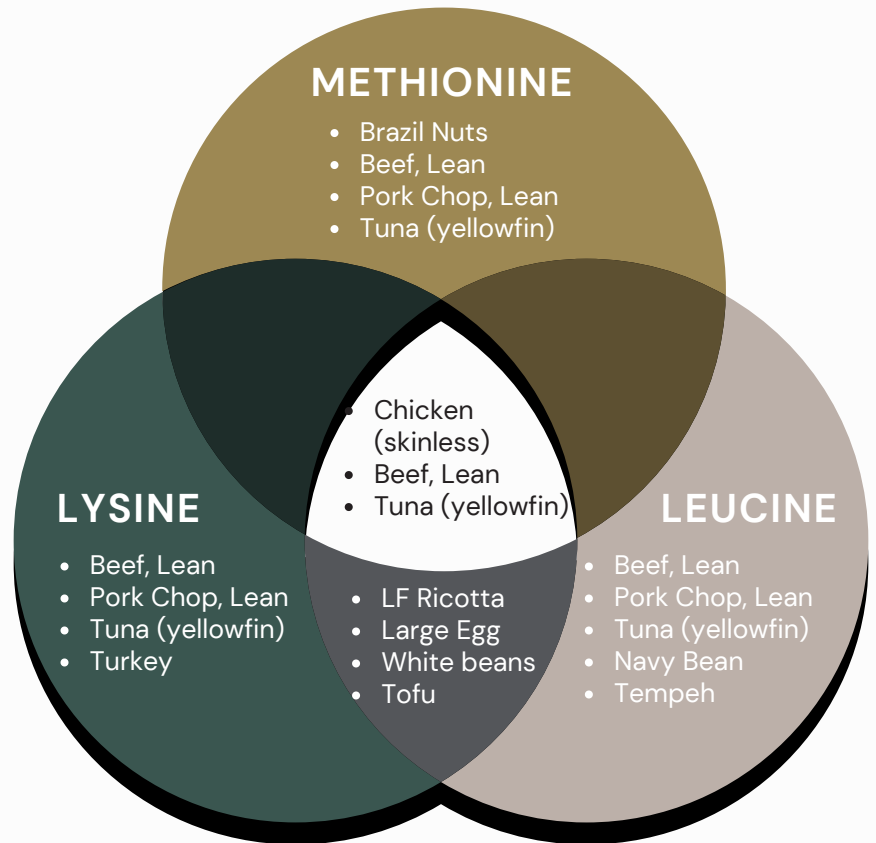 METHIONINE
• Brazil Nuts
• Beef, Lean
• Pork Chop, Lean
• Tuna (yellowfin)
• Chicken
(skinless)
• Beef, Lean
• Tuna (yellowfin)
LYSINE
• Beef, Lean
• Pork Chop, Lean
• Tuna (yellowfin)
• Turkey
• LF Ricotta
• Large Egg
• White beans
• Tofu
LEUCINE
• Beef, Lean
• Pork Chop, Lean
• Tuna (yellowfin)
• Navy Bean
• Tempeh